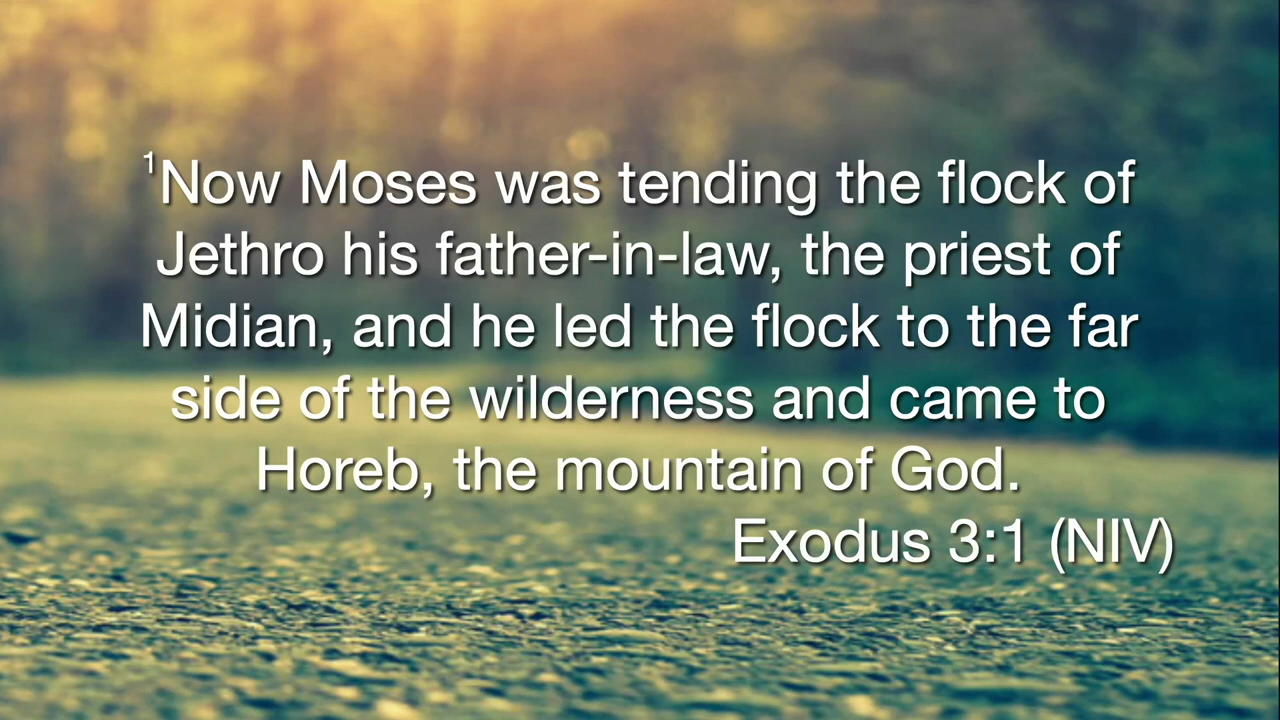 ¹Now Moses was tending the flock of
Jethro his father-in-law, the priest of
Midian, and he led the flock to the far
side of the wilderness and came to
Horeb, the mountain of God.
Exodus 3:1 (NIV)